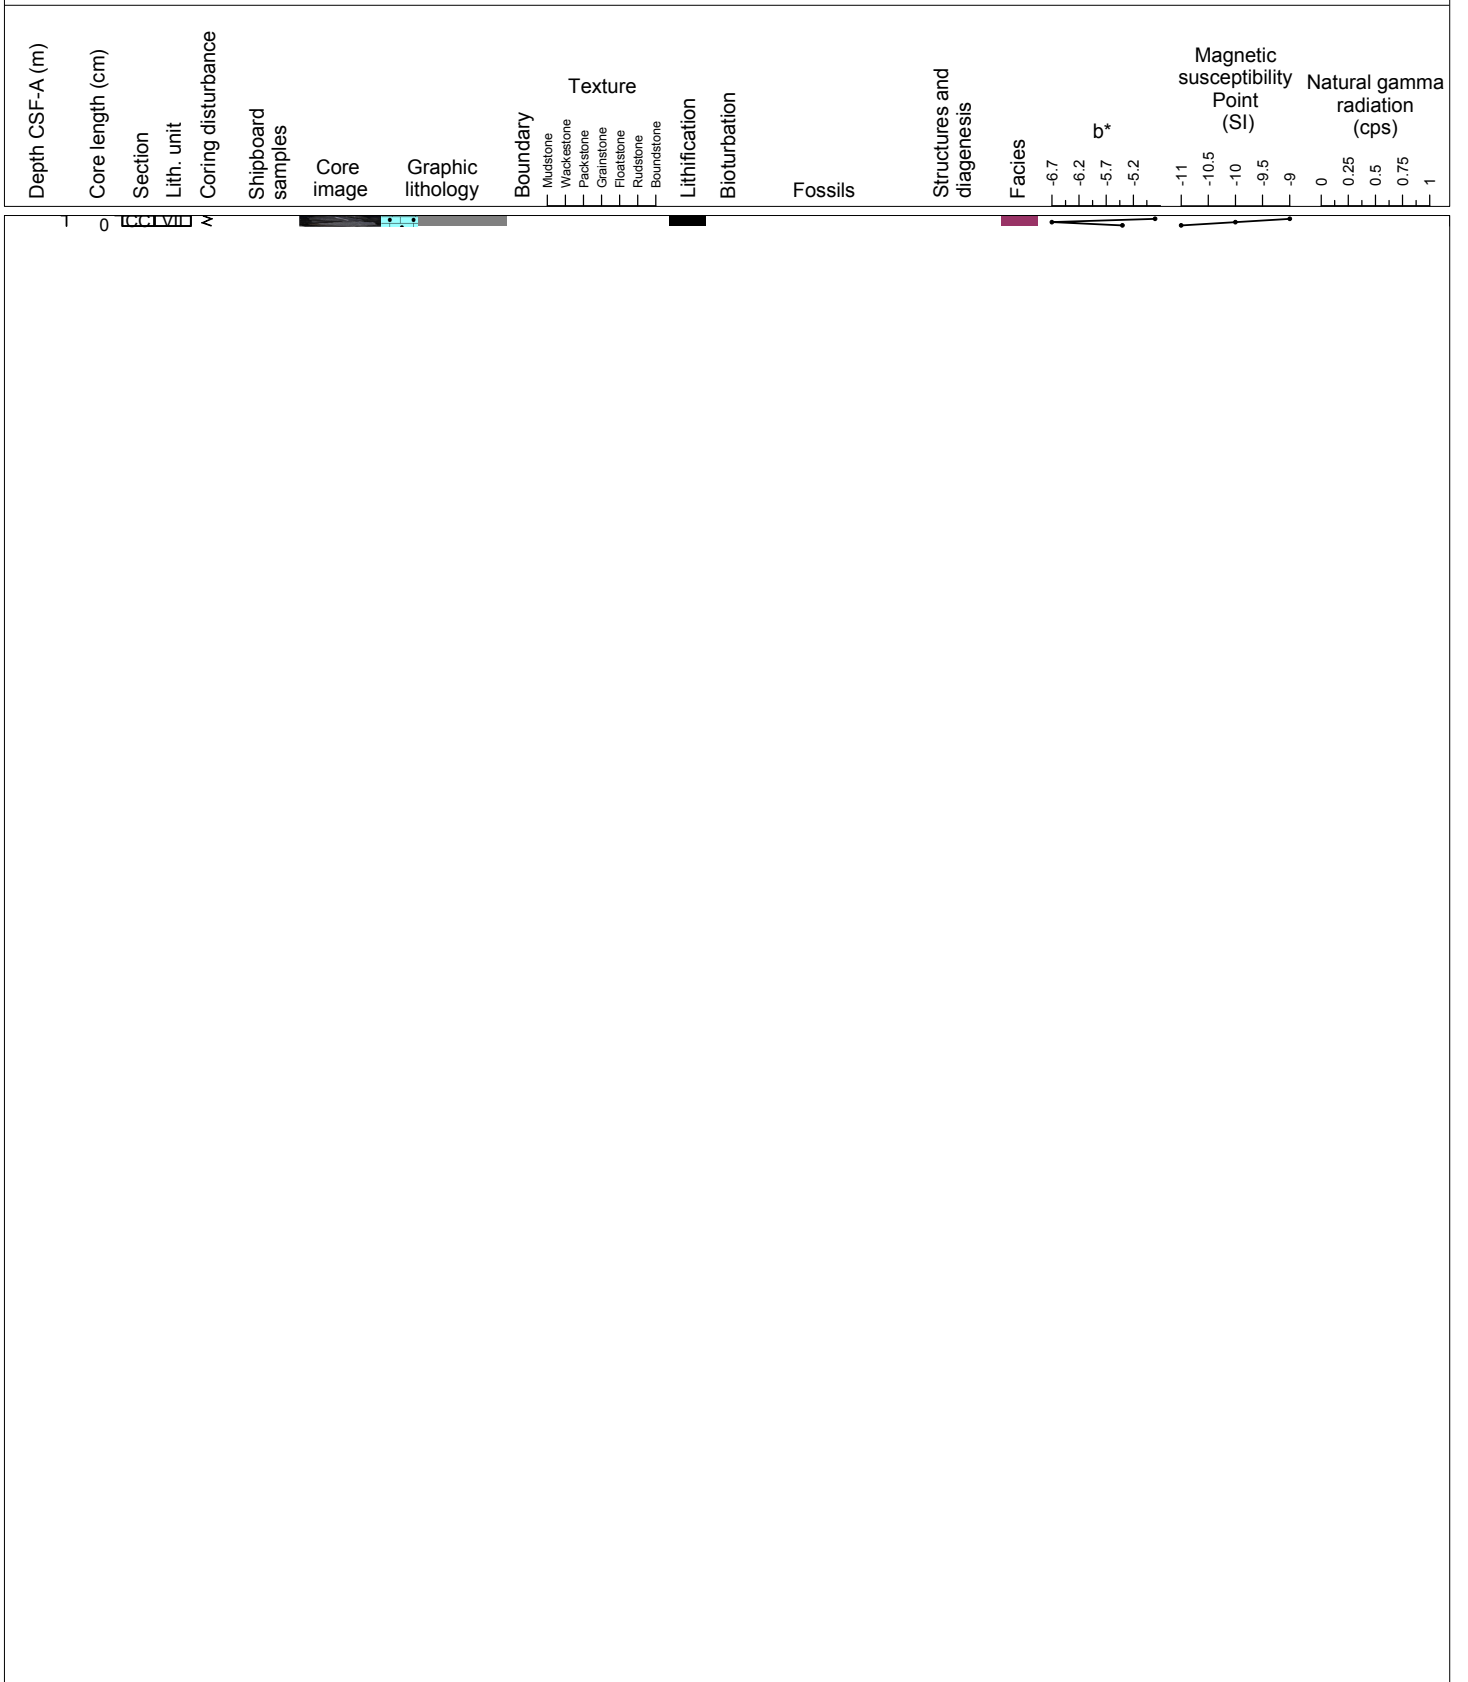 Depth CSF-A (m)
Core length (cm)
Section
Lith. unit
Coring disturbance
Shipboard
samples
Core
image
Graphic
lithology
Boundary
Texture
Mudstone
Wackestone
Packstone
Grainstone
Floatstone
Rudstone
Boundstone
Lithification
Bioturbation
Fossils
Structures and
diagenesis
Facies
b*
-6.7
-6.2
-5.7
-5.2
Magnetic
susceptibility
Point
(SI)
-11
-10.5
-10
-9.5
-9
Natural gamma
radiation
(cps)
0
0.25
0.5
0.75
1
0
CC
VII